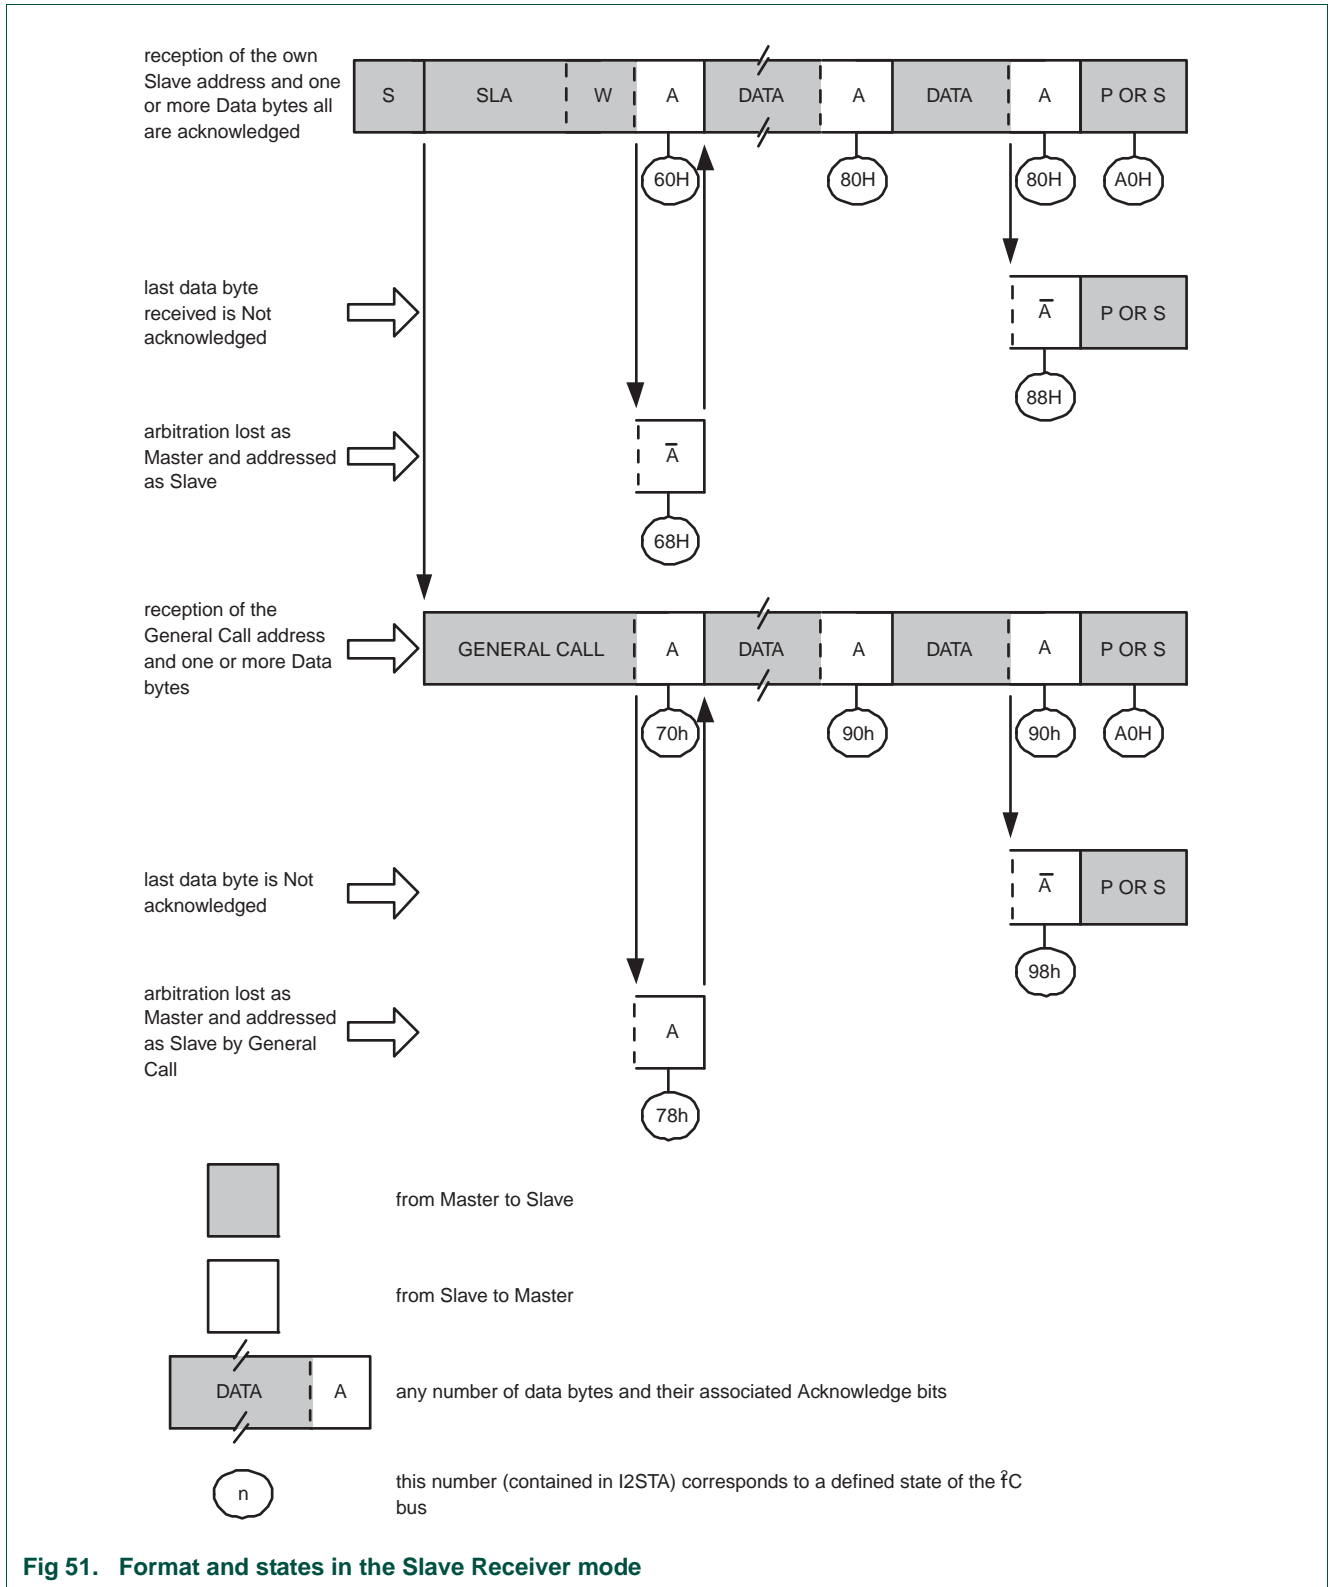 reception of the own
Slave address and one
or more Data bytes all
are acknowledged
S SLA W A DATA A DATA A P OR S
60H 80H 80H A0H
last data byte
received is Not
acknowledged
A̅ P OR S
88H
arbitration lost as
Master and addressed
as Slave
A̅
68H
reception of the
General Call address
and one or more Data
bytes
GENERAL CALL A DATA A DATA A P OR S
70h 90h 90h A0H
last data byte is Not
acknowledged
A̅ P OR S
98h
arbitration lost as
Master and addressed
as Slave by General
Call
A
78h
from Master to Slave
from Slave to Master
DATA A
any number of data bytes and their associated Acknowledge bits
n
this number (contained in I2STA) corresponds to a defined state of the I²C
bus
Fig 51. Format and states in the Slave Receiver mode